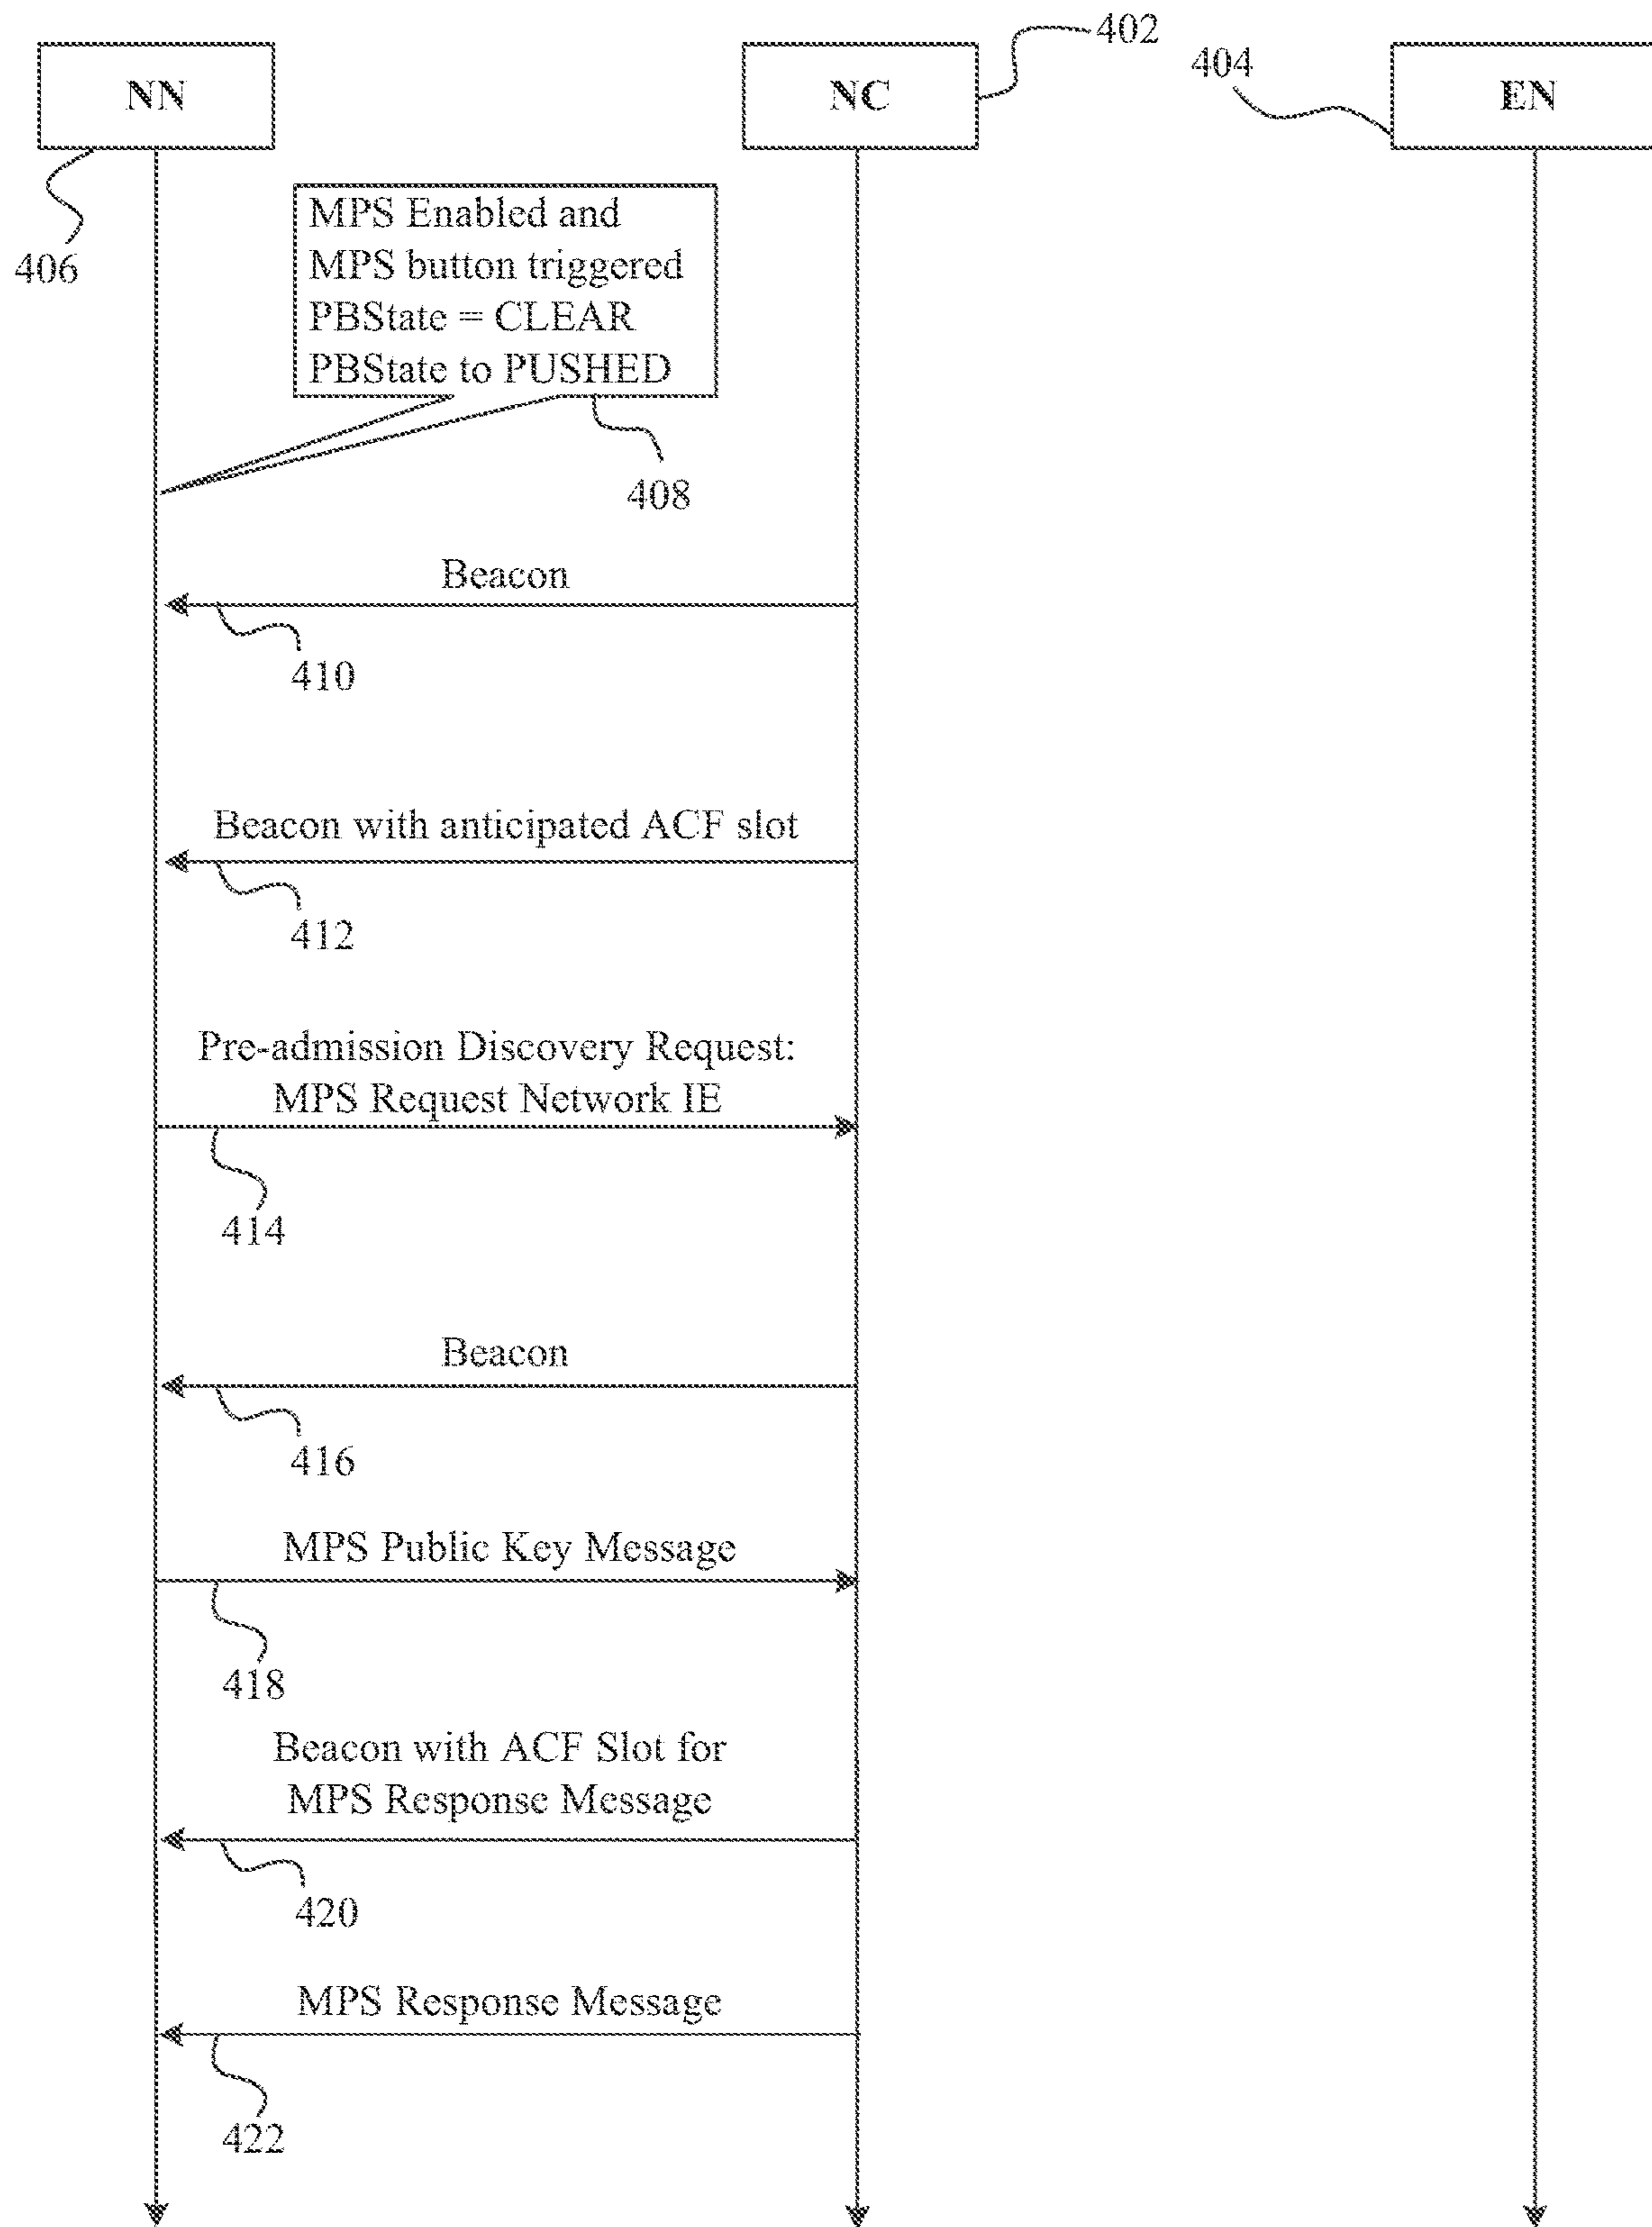 402
404
NN
NC
EN
406
MPS Enabled and
MPS button triggered
PBState = CLEAR
PBState to PUSHED
408
Beacon
410
Beacon with anticipated ACF slot
412
Pre-admission Discovery Request:
MPS Request Network IE
414
Beacon
416
MPS Public Key Message
418
Beacon with ACF Slot for
MPS Response Message
420
MPS Response Message
422